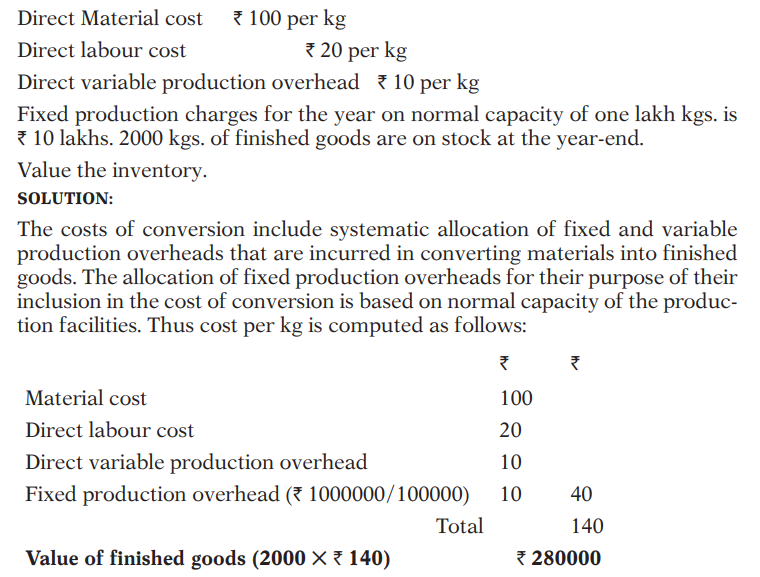 Direct Material cost ₹ 100 per kg
Direct labour cost ₹ 20 per kg
Direct variable production overhead ₹ 10 per kg
Fixed production charges for the year on normal capacity of one lakh kgs. is
₹ 10 lakhs. 2000 kgs. of finished goods are on stock at the year-end.
Value the inventory.
SOLUTION:
The costs of conversion include systematic allocation of fixed and variable
production overheads that are incurred in converting materials into finished
goods. The allocation of fixed production overheads for their purpose of their
inclusion in the cost of conversion is based on normal capacity of the produc-
tion facilities. Thus cost per kg is computed as follows:
₹ ₹
Material cost 100
Direct labour cost 20
Direct variable production overhead 10
Fixed production overhead (₹ 1000000/100000) 10 40
Total 140
Value of finished goods (2000 × ₹ 140) ₹ 280000